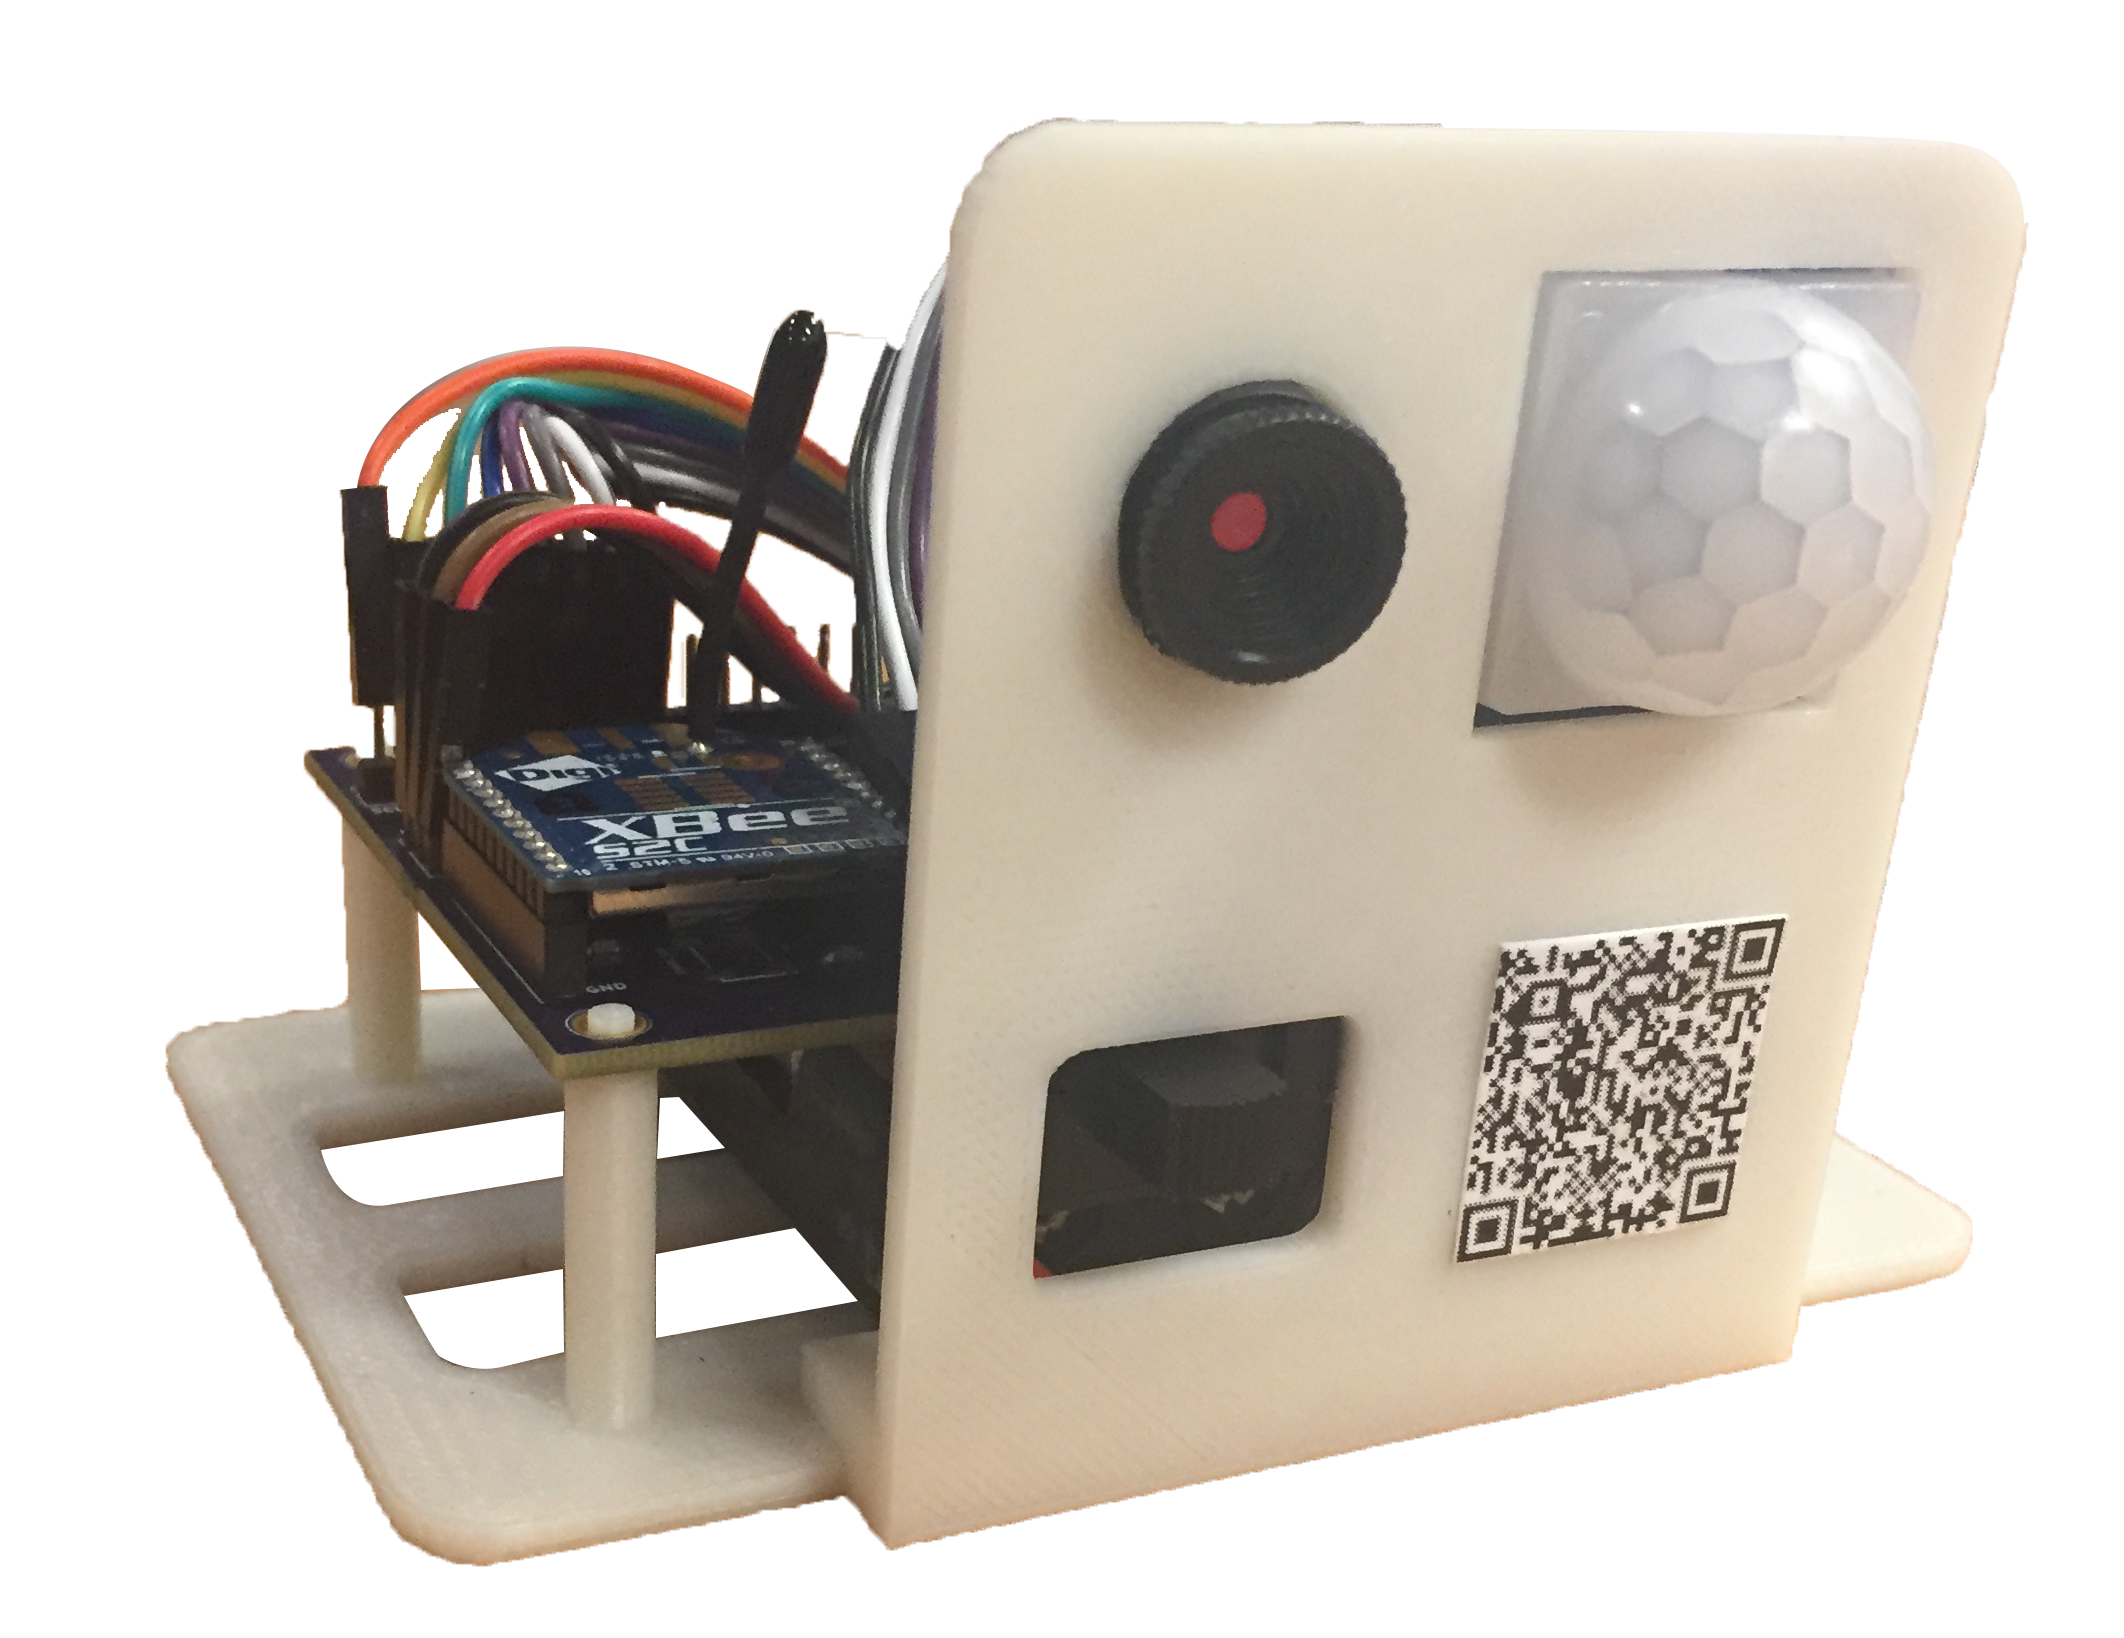 DIGI
XBee
S2C
GND